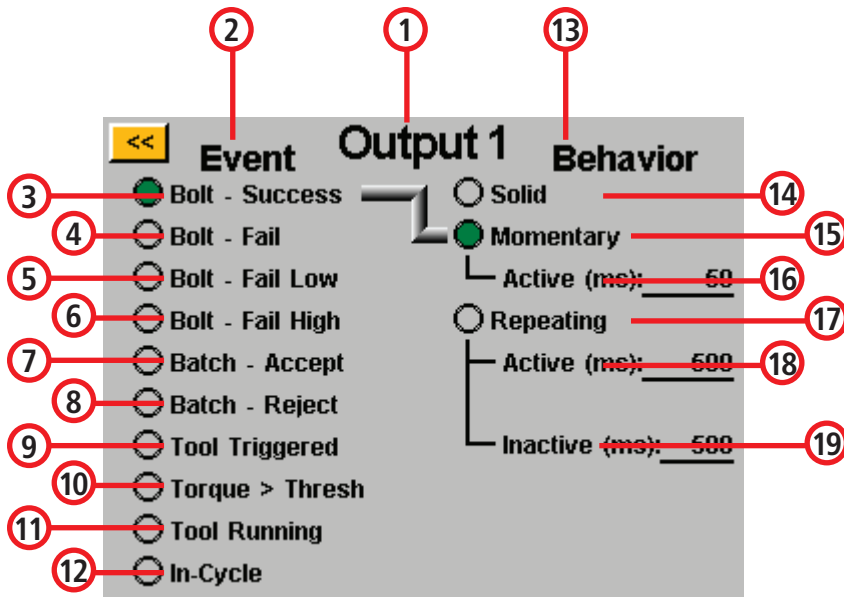 2
1
13
<<
Event
Output 1
Behavior
3
Bolt - Success
Solid
14
4
Bolt - Fail
Momentary
15
5
Bolt - Fail Low
Active (ms): 50
16
6
Bolt - Fail High
Repeating
17
7
Batch - Accept
Active (ms): 500
18
8
Batch - Reject
9
Tool Triggered
Inactive (ms): 500
19
10
Torque > Thresh
11
Tool Running
12
In-Cycle